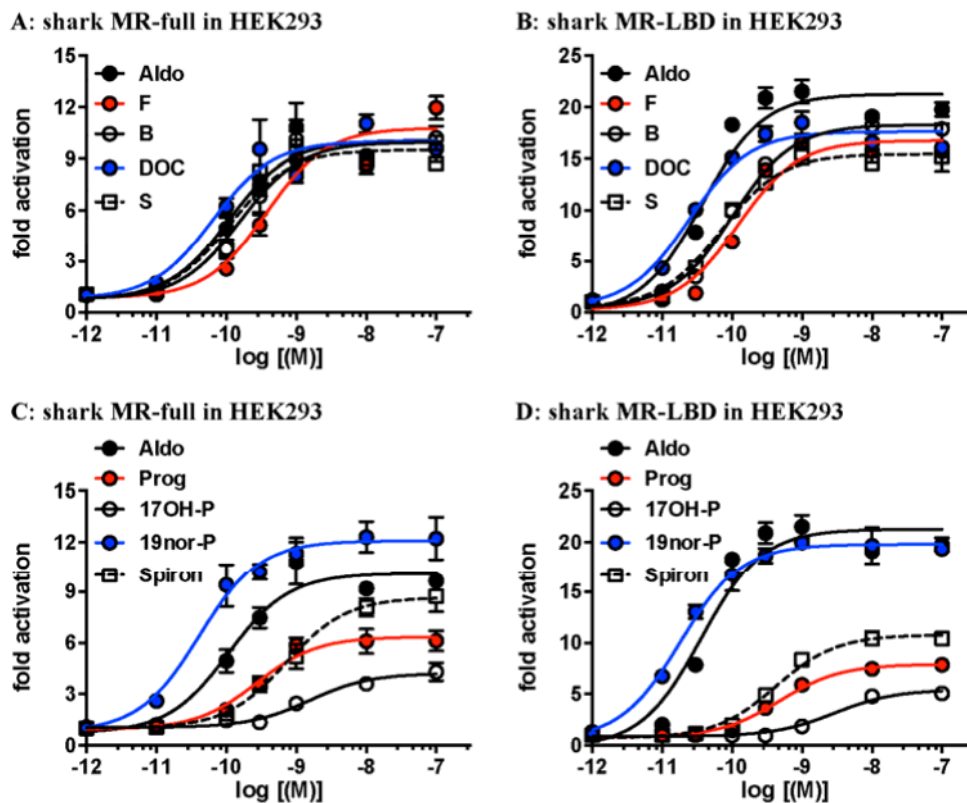 A: shark MR-full in HEK293
15
12
9
6
3
0
fold activation
Aldo
F
B
DOC
S
-12 -11 -10 -9 -8 -7
log [(M)]
B: shark MR-LBD in HEK293
25
20
15
10
5
0
fold activation
Aldo
F
B
DOC
S
-12 -11 -10 -9 -8 -7
log [(M)]
C: shark MR-full in HEK293
Aldo
Prog
17OH-P
19nor-P
Spiron
15
12
9
6
3
0
fold activation
-12 -11 -10 -9 -8 -7
log [(M)]
D: shark MR-LBD in HEK293
Aldo
Prog
17OH-P
19nor-P
Spiron
25
20
15
10
5
0
fold activation
-12 -11 -10 -9 -8 -7
log [(M)]